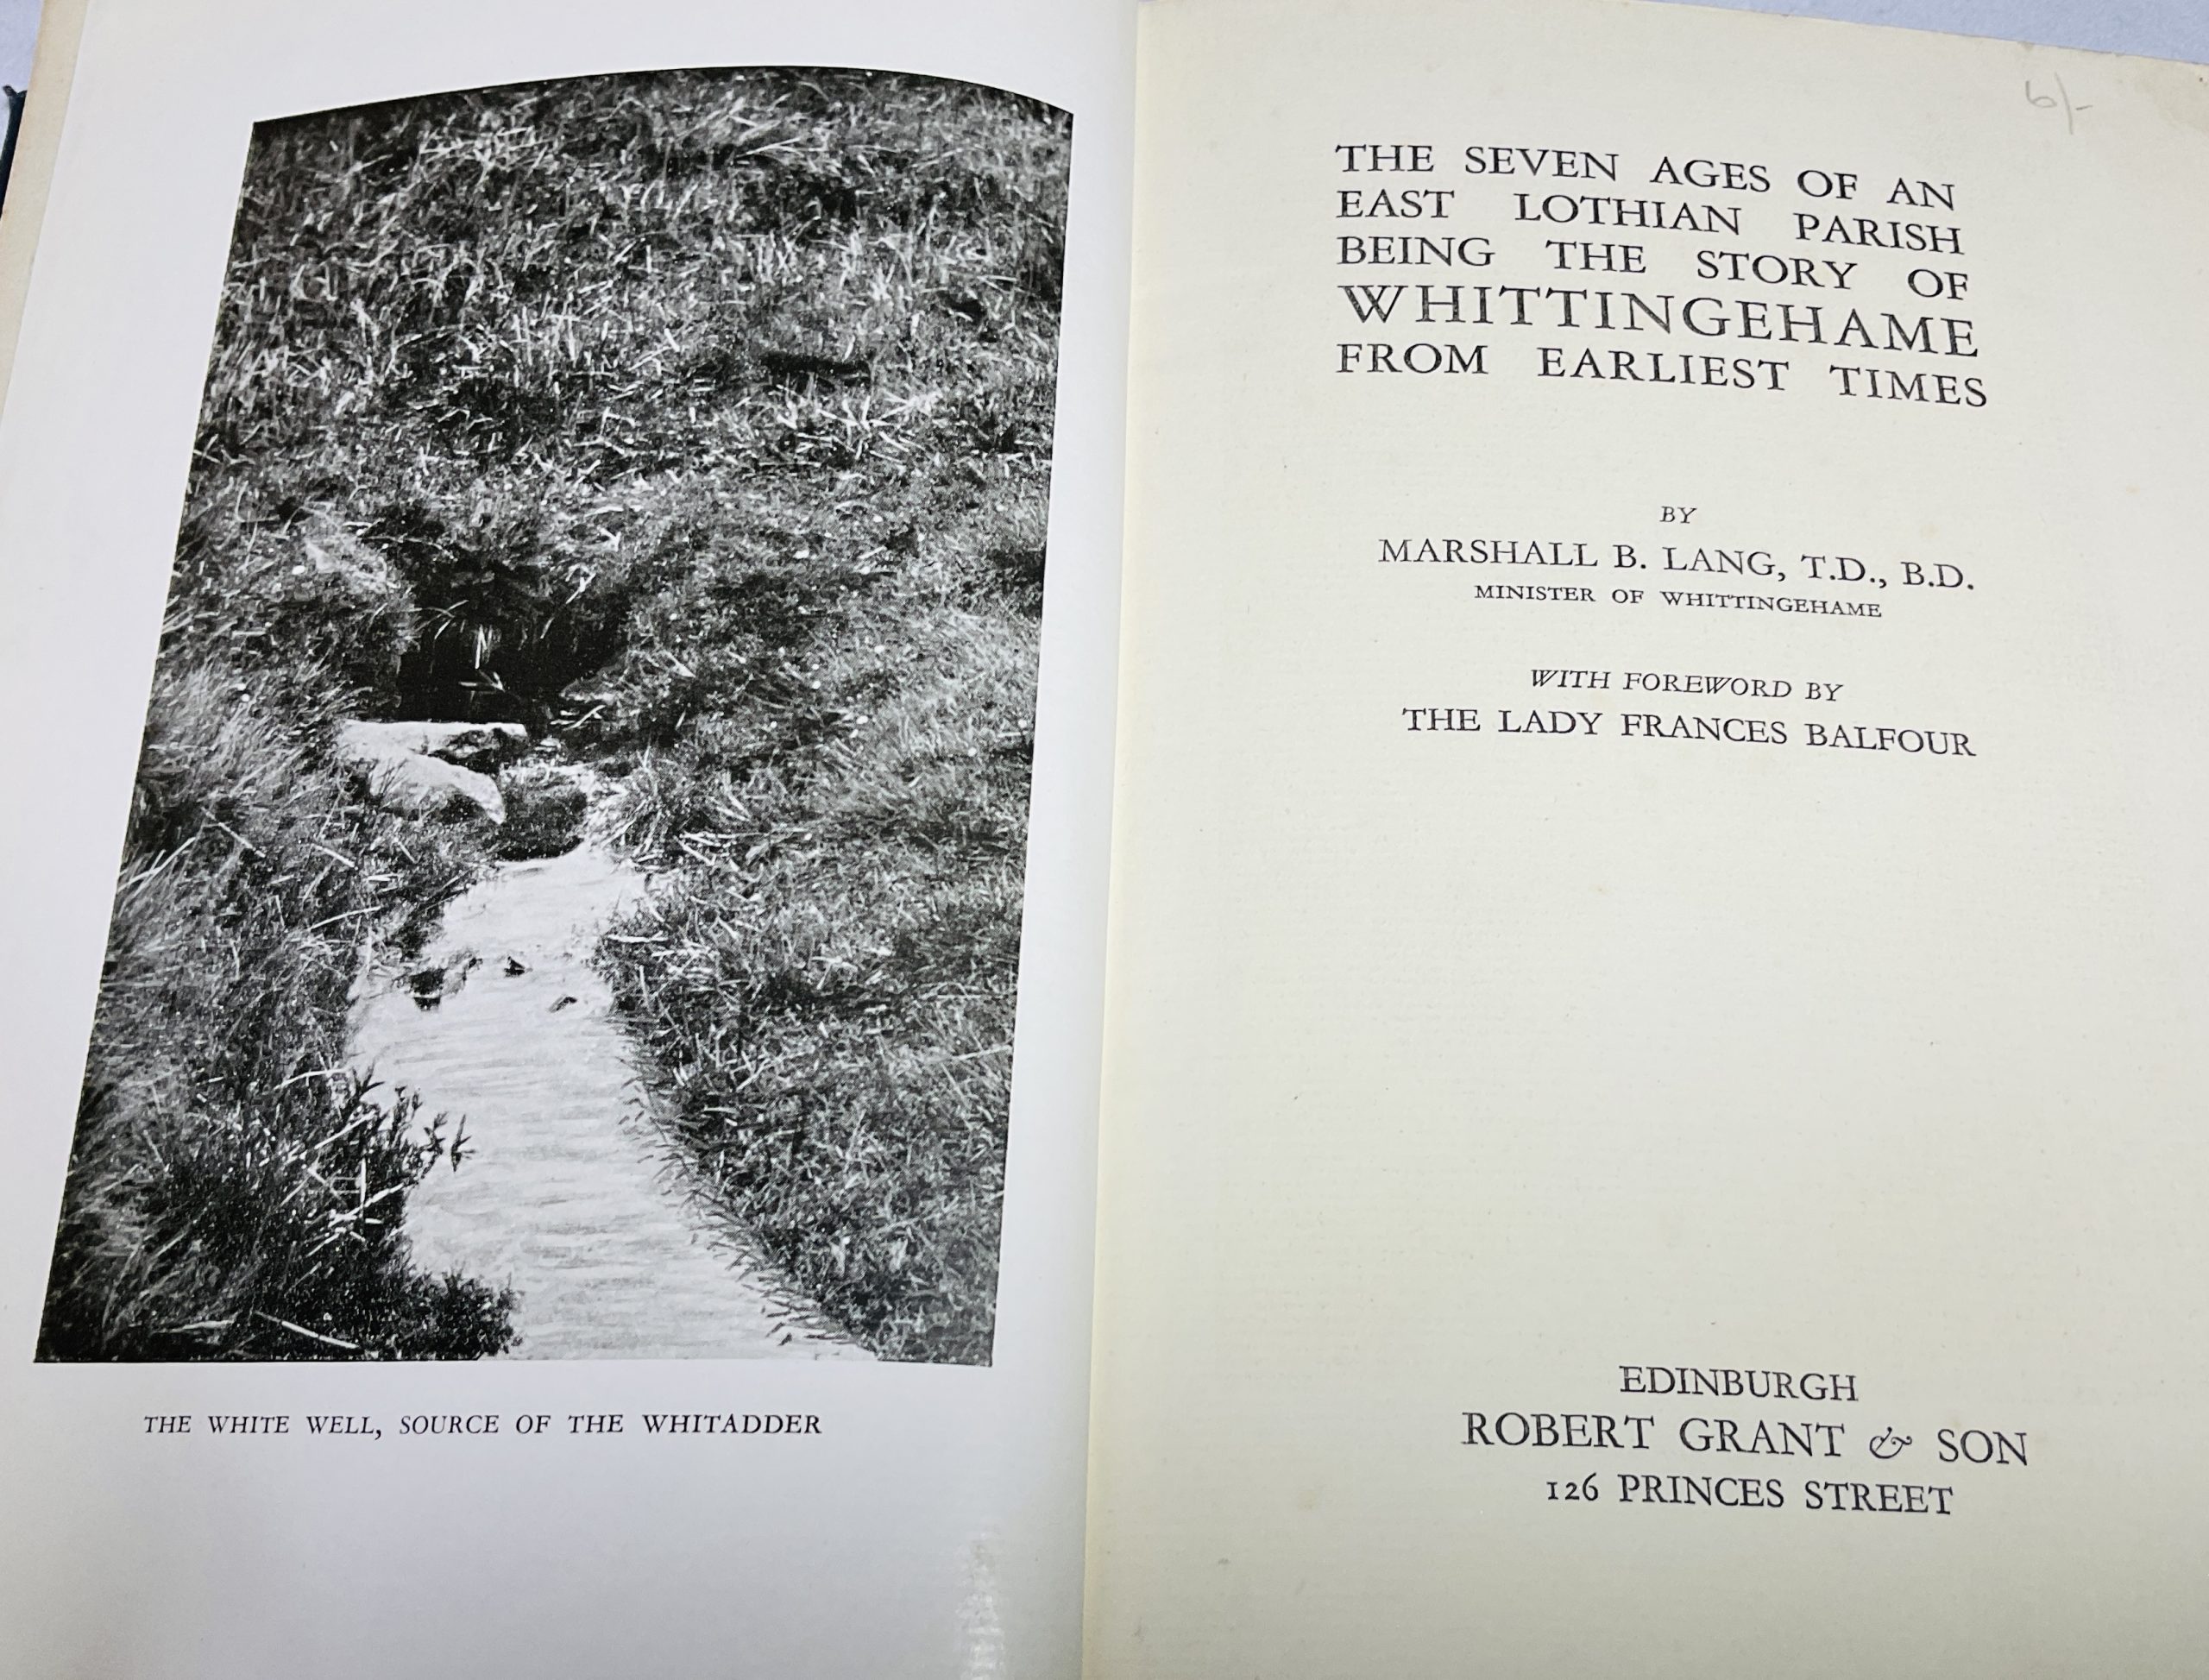 THE WHITE WELL, SOURCE OF THE WHITADDER
6/-
THE SEVEN AGES OF AN
EAST LOTHIAN PARISH
BEING THE STORY OF
WHITTINGEHAME
FROM EARLIEST TIMES
BY
MARSHALL B. LANG, T.D., B.D.
MINISTER OF WHITTINGEHAME
WITH FOREWORD BY
THE LADY FRANCES BALFOUR
EDINBURGH
ROBERT GRANT & SON
126 PRINCES STREET